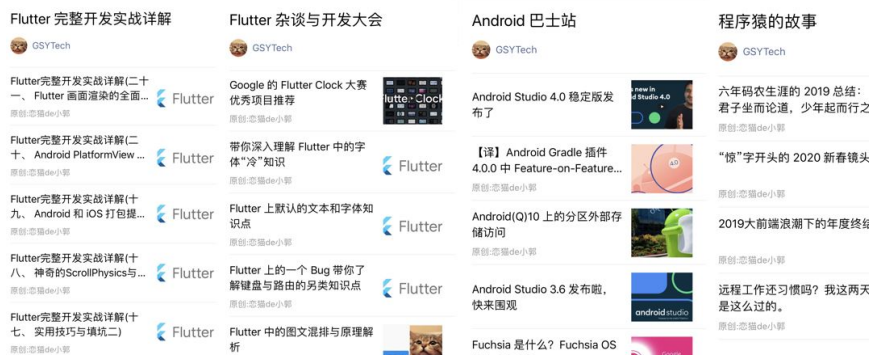 Flutter 完整开发实战详解
GSYTech
Flutter完整开发实战详解(二十
一、 Flutter 画面渲染的全面...
原创:恋猫de小郭
Flutter
Flutter完整开发实战详解(二
十、 Android PlatformView ...
原创:恋猫de小郭
Flutter
Flutter完整开发实战详解(十
九、 Android 和 iOS 打包提...
原创:恋猫de小郭
Flutter
Flutter完整开发实战详解(十
八、 神奇的ScrollPhysics与...
原创:恋猫de小郭
Flutter
Flutter完整开发实战详解(十
七、 实用技巧与填坑二)
原创:恋猫de小郭
Flutter
Flutter 杂谈与开发大会
GSYTech
Google 的 Flutter Clock 大赛
优秀项目推荐
原创:恋猫de小郭
带你深入理解 Flutter 中的字
体“冷”知识
原创:恋猫de小郭
Flutter
Flutter 上默认的文本和字体知
识点
原创:恋猫de小郭
Flutter
Flutter 上的一个 Bug 带你了
解键盘与路由的另类知识点
原创:恋猫de小郭
Flutter
Flutter 中的图文混排与原理解
析
Android 巴士站
GSYTech
Android Studio 4.0 稳定版发
布了
【译】Android Gradle 插件
4.0.0 中 Feature-on-Feature...
原创:恋猫de小郭
4.0
Android(Q)10 上的分区外部存
储访问
原创:恋猫de小郭
Android Studio 3.6 发布啦，
快来围观
androidstudio
Fuchsia 是什么？Fuchsia OS
程序猿的故事
GSYTech
六年码农生涯的 2019 总结：
君子坐而论道，少年起而行之
原创:恋猫de小郭
“惊”字开头的 2020 新春镜头
原创:恋猫de小郭
2019大前端浪潮下的年度终结
原创:恋猫de小郭
远程工作还习惯吗？我这两天
是这么过的。
原创:恋猫de小郭